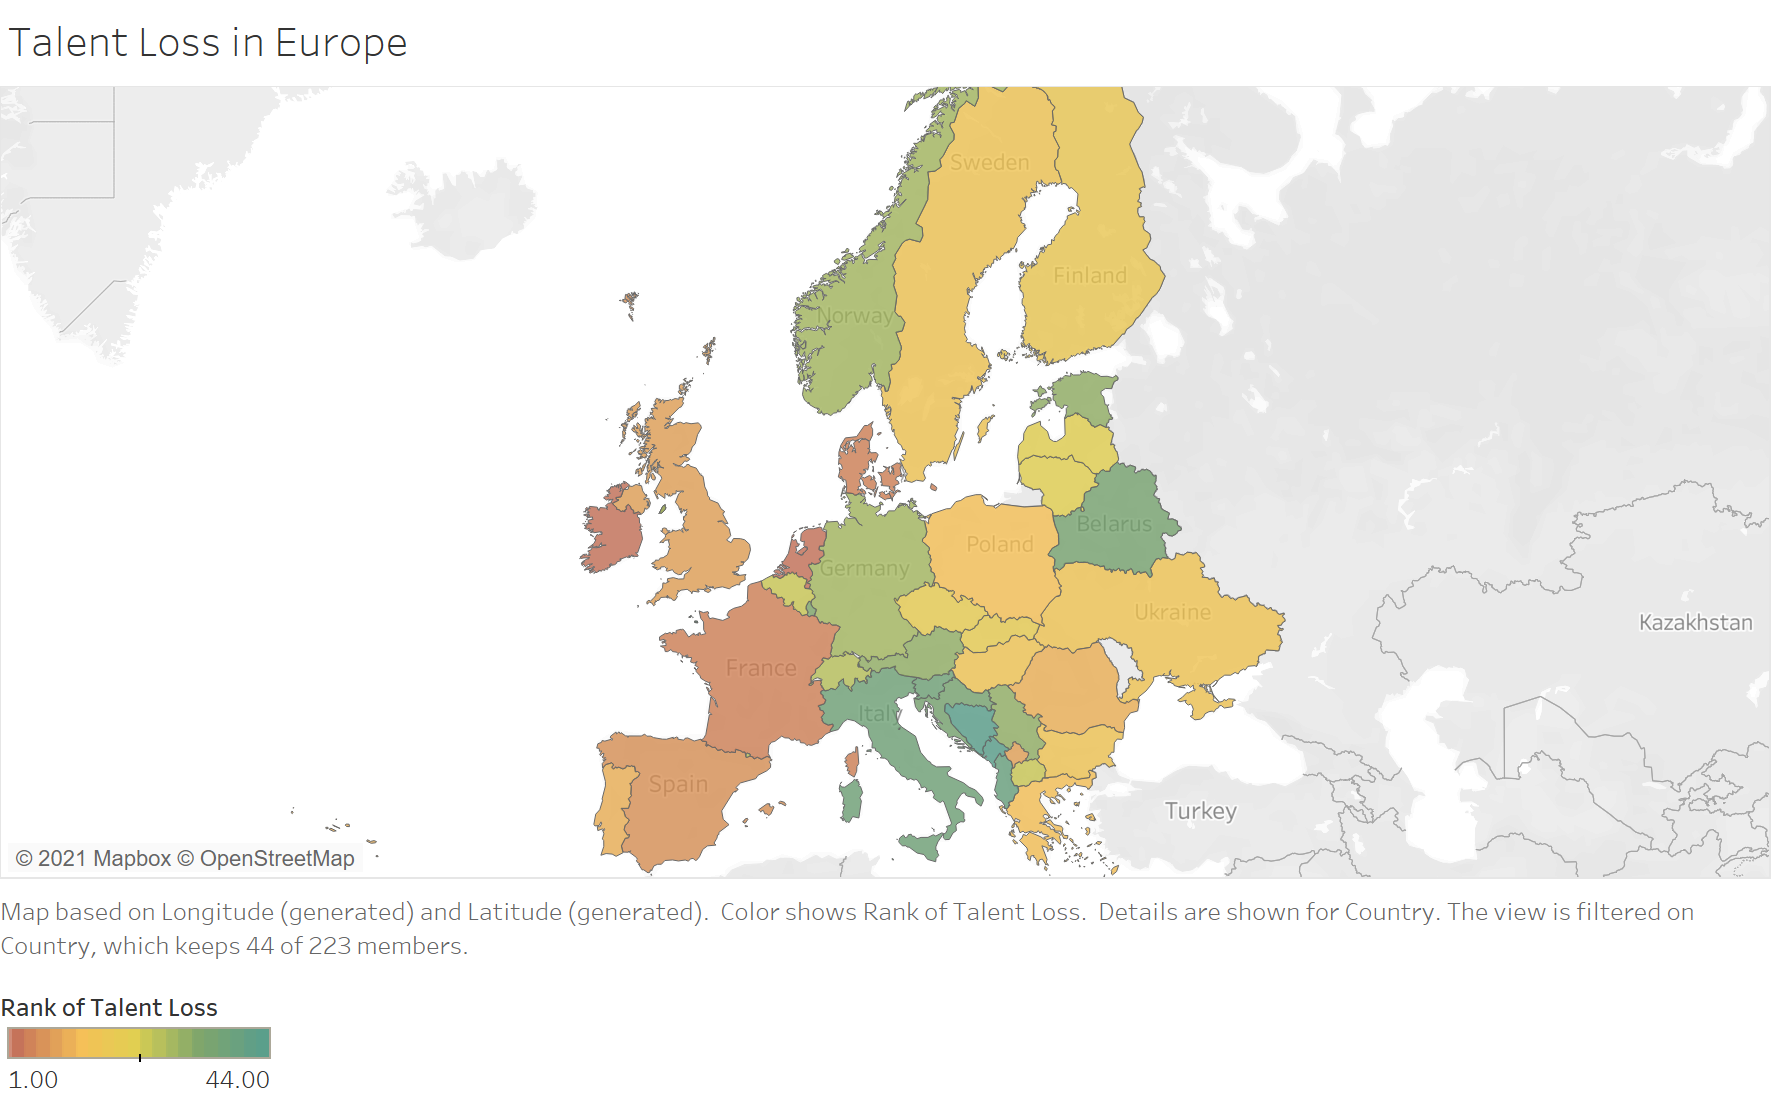 Talent Loss in Europe
Sweden
Finland
Norway
Belarus
Poland
Germany
Ukraine
Kazakhstan
France
Italy
Spain
Turkey
© 2021 Mapbox © OpenStreetMap
Map based on Longitude (generated) and Latitude (generated).  Color shows Rank of Talent Loss.  Details are shown for Country. The view is filtered on
Country, which keeps 44 of 223 members.
Rank of Talent Loss
1.00 44.00